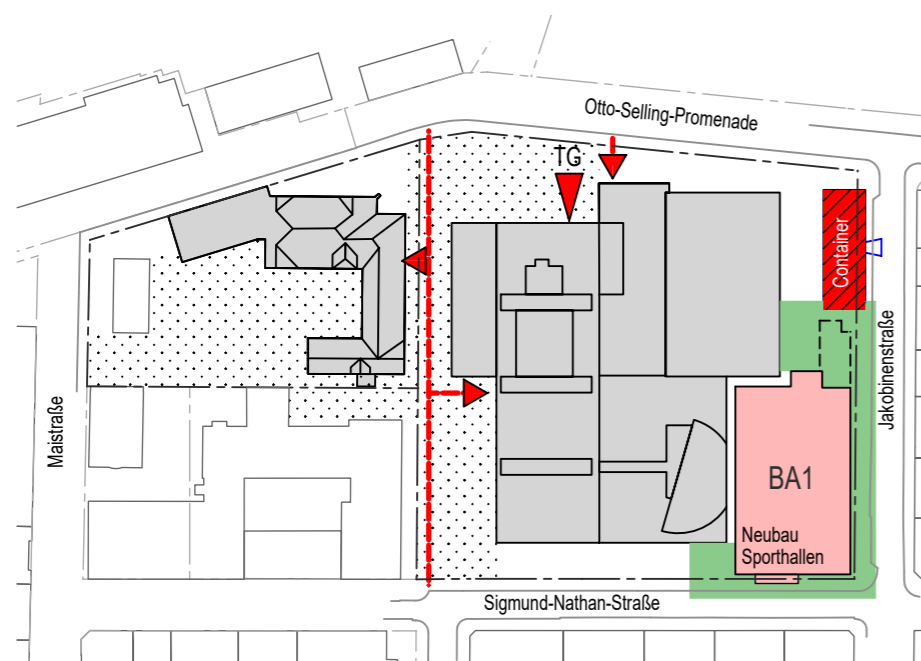 Otto-Selling-Promenade
TG
Container
Jakobinenstraße
Maistraße
BA1
Neubau
Sporthallen
Sigmund-Nathan-Straße